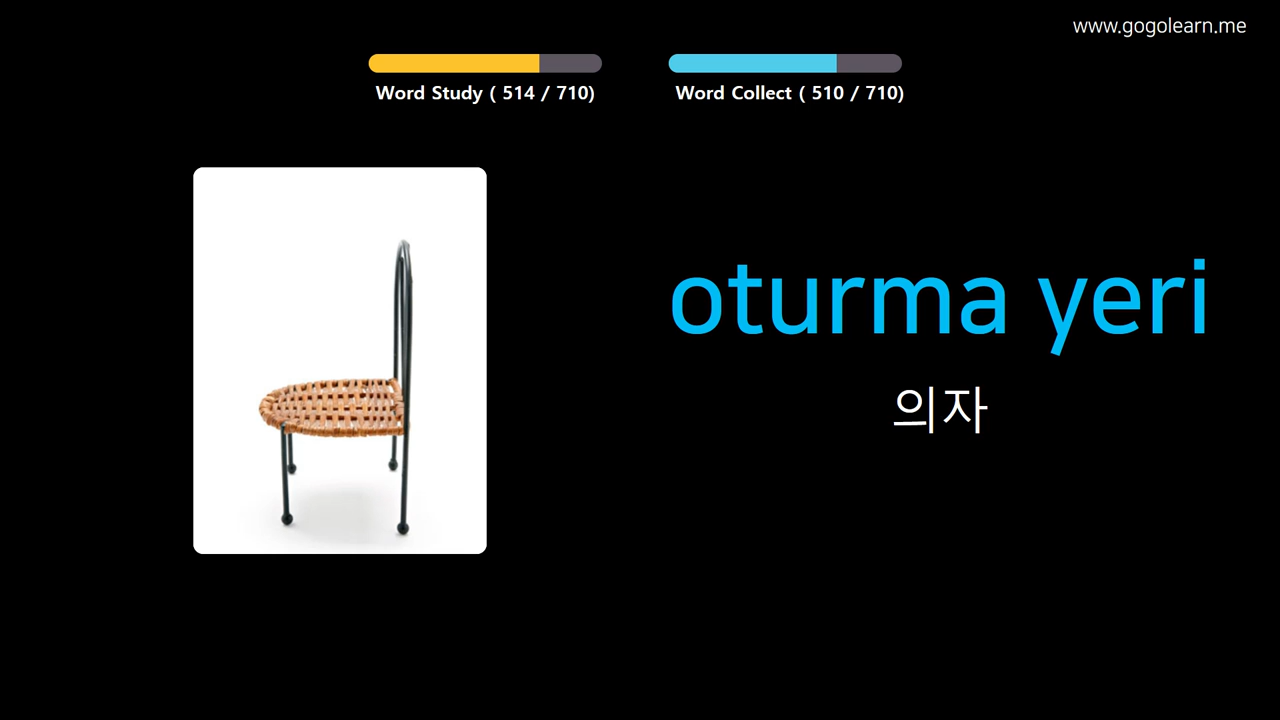 www.gogolearn.me
Word Study ( 514 / 710)
Word Collect ( 510 / 710)
oturma yeri
의자